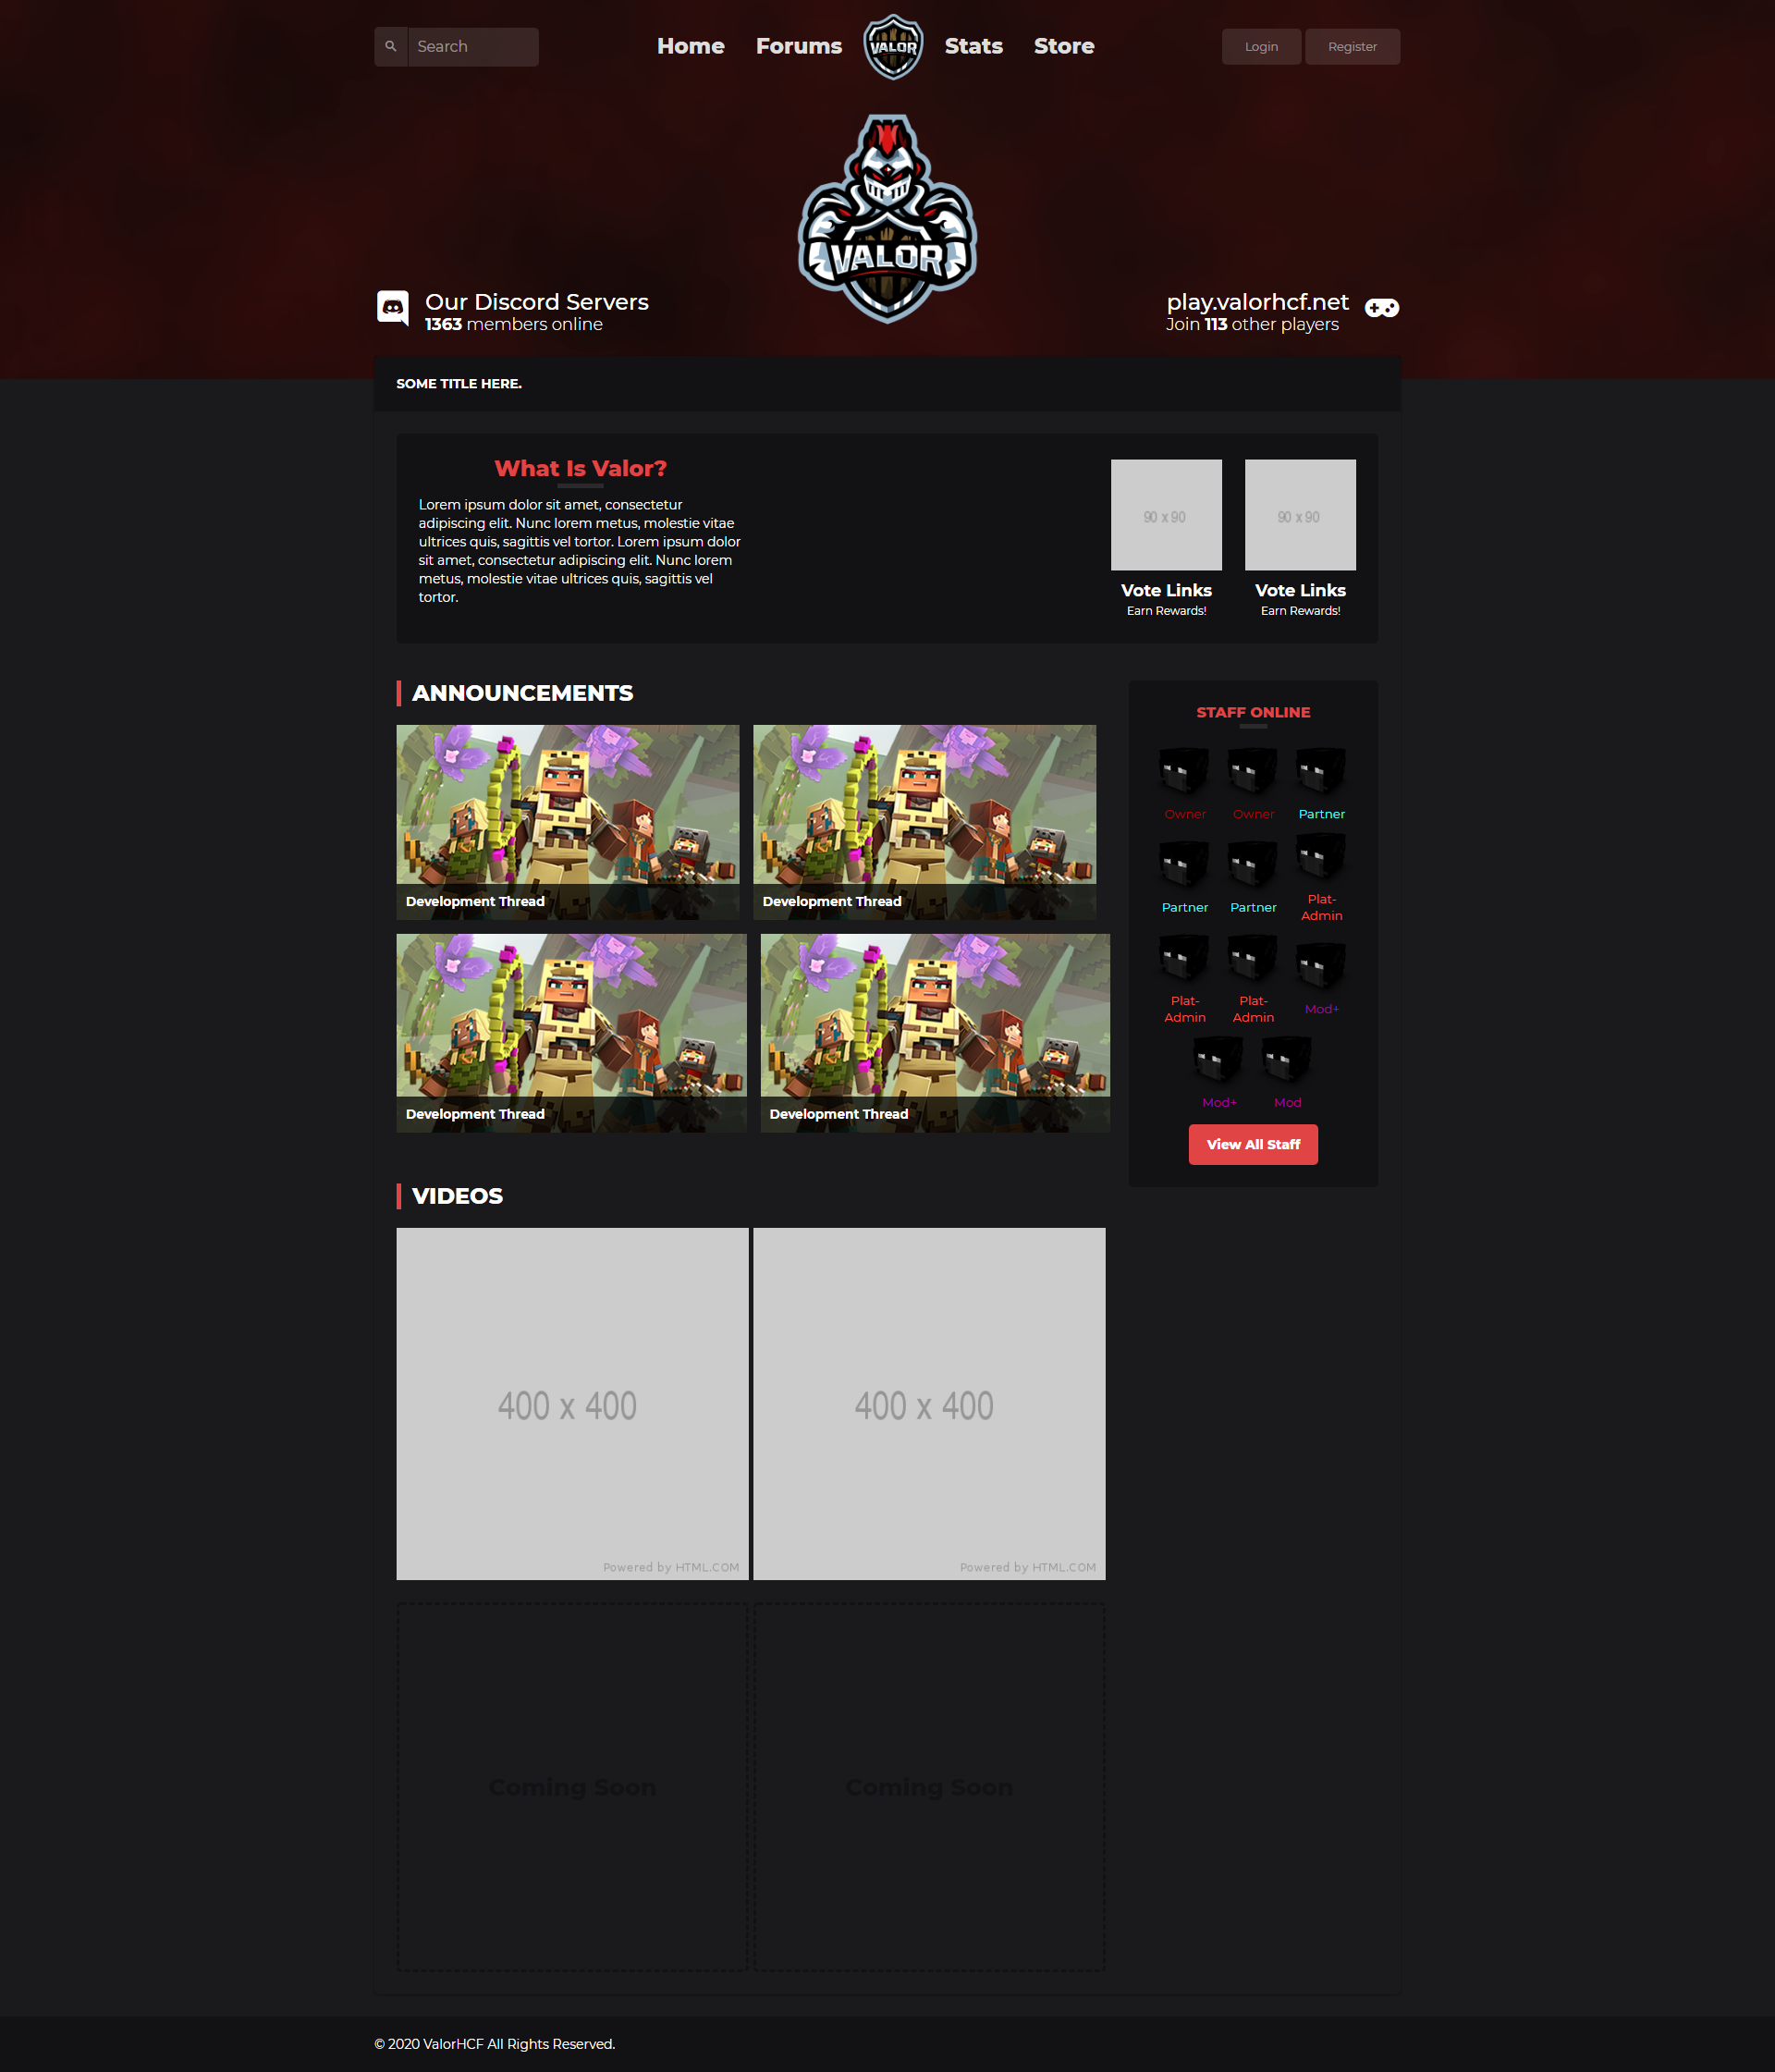 Search
Home
Forums
VALOR
Stats
Store
Login
Register
VALOR
Our Discord Servers
1363 members online
play.valorhcf.net
Join 113 other players
SOME TITLE HERE.
What Is Valor?
Lorem ipsum dolor sit amet, consectetur
adipiscing elit. Nunc lorem metus, molestie vitae
ultrices quis, sagittis vel tortor. Lorem ipsum dolor
sit amet, consectetur adipiscing elit. Nunc lorem
metus, molestie vitae ultrices quis, sagittis vel
tortor.
90 x 90
90 x 90
Vote Links
Vote Links
Earn Rewards!
Earn Rewards!
ANNOUNCEMENTS
Development Thread
Development Thread
Development Thread
Development Thread
STAFF ONLINE
Owner
Owner
Partner
Partner
Partner
Plat-
Admin
Plat-
Admin
Plat-
Admin
Mod+
Mod+
Mod
View All Staff
VIDEOS
400 x 400
400 x 400
Powered by HTML.COM
Powered by HTML.COM
Coming Soon
Coming Soon
© 2020 ValorHCF All Rights Reserved.